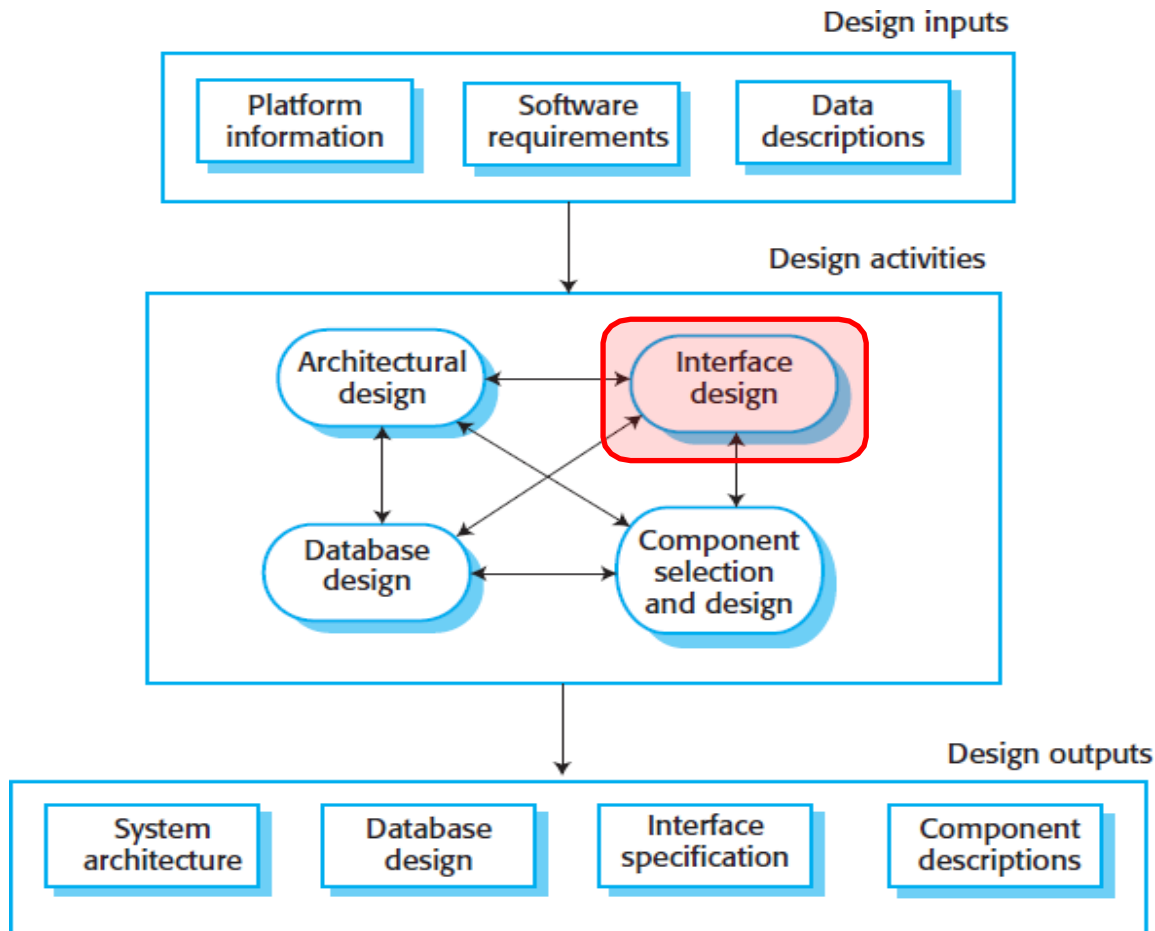 Design inputs
Platform
information
Software
requirements
Data
descriptions
Design activities
Architectural
design
Interface
design
Database
design
Component
selection
and design
Design outputs
System
architecture
Database
design
Interface
specification
Component
descriptions